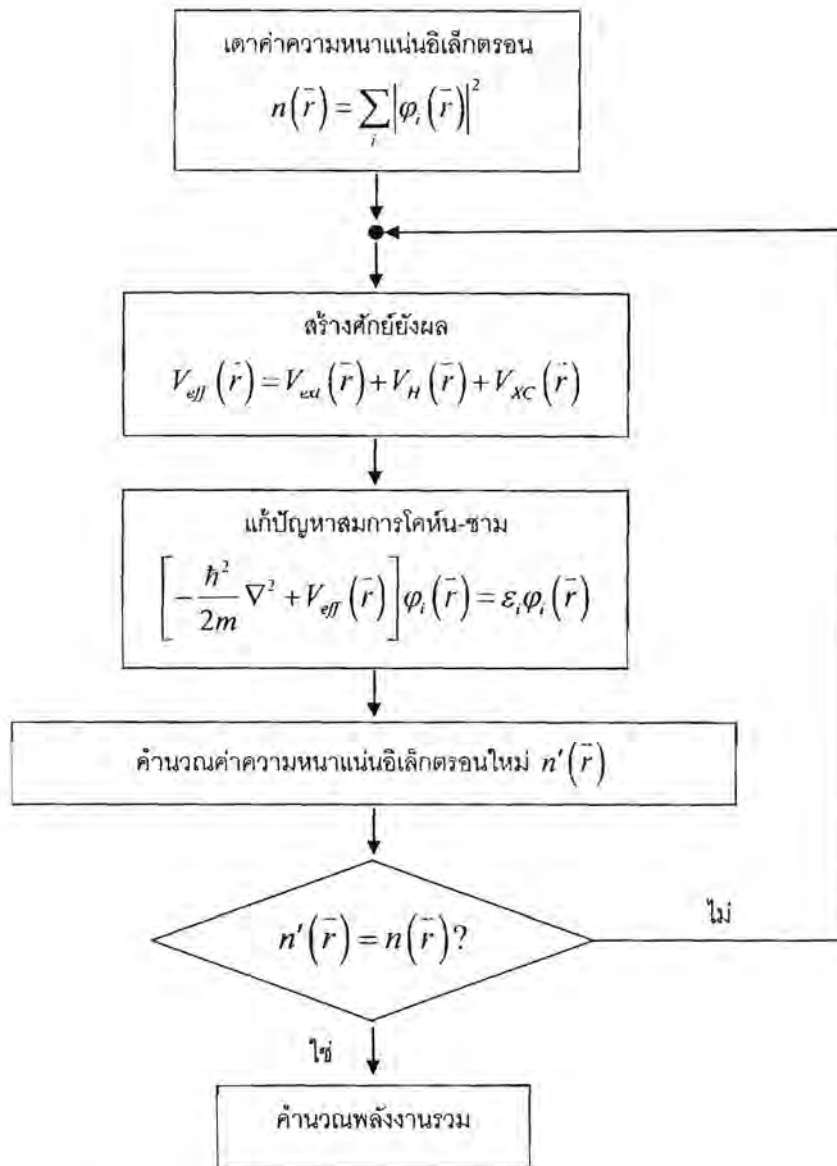 เดาค่าความหนาแน่นอิเล็กตรอน
n(r̄) = ∑ᵢ |φᵢ(r̄)|²
สร้างศักย์ยังผล
V_eff(r̄) = V_ext(r̄) + V_H(r̄) + V_XC(r̄)
แก้ปัญหาสมการโคห์น-ชาม
[-ħ²/2m ∇² + V_eff(r̄)]φᵢ(r̄) = εᵢφᵢ(r̄)
คำนวณค่าความหนาแน่นอิเล็กตรอนใหม่ n′(r̄)
n′(r̄) = n(r̄)?
ไม่
ใช่
คำนวณพลังงานรวม